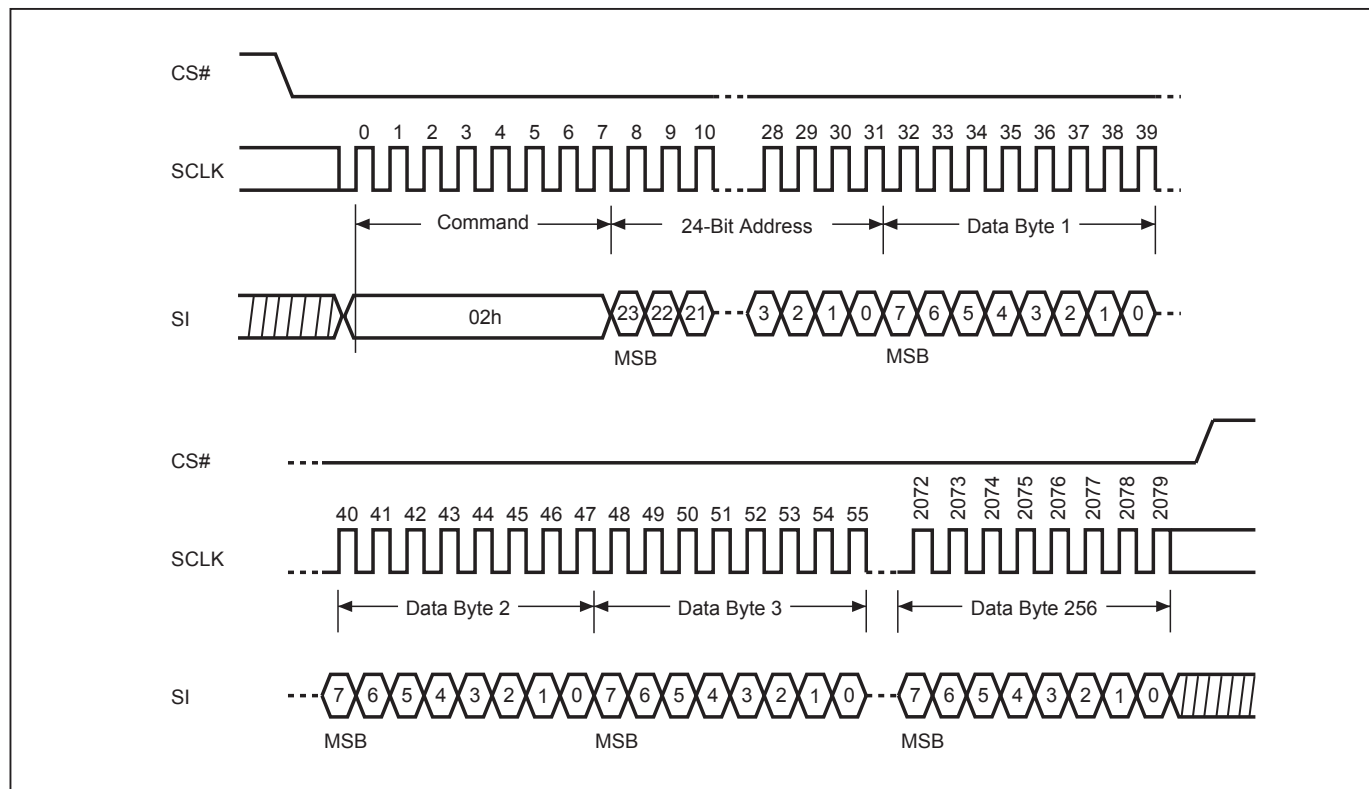 CS#
0 1 2 3 4 5 6 7 8 9 10 28 29 30 31 32 33 34 35 36 37 38 39
SCLK
Command 24-Bit Address Data Byte 1
SI 02h 23 22 21 3 2 1 0 7 6 5 4 3 2 1 0
MSB MSB
CS#
40 41 42 43 44 45 46 47 48 49 50 51 52 53 54 55 2072 2073 2074 2075 2076 2077 2078 2079
SCLK
Data Byte 2 Data Byte 3 Data Byte 256
SI 7 6 5 4 3 2 1 0 7 6 5 4 3 2 1 0 7 6 5 4 3 2 1 0
MSB MSB MSB